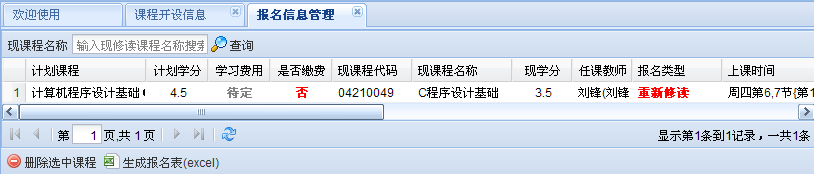 欢迎使用 课程开设信息 报名信息管理
现课程名称 输入现修读课程名称搜索 查询
计划课程 计划学分 学习费用 是否缴费 现课程代码 现课程名称 现学分 任课教师 报名类型 上课时间
1 计算机程序设计基础 4.5 待定 否 04210049 C程序设计基础 3.5 刘锋(刘锋 重新修读 周四第6,7节{第1
第 1 页,共 1 页 显示第1条到1记录，一共1条
删除选中课程 生成报名表(excel)